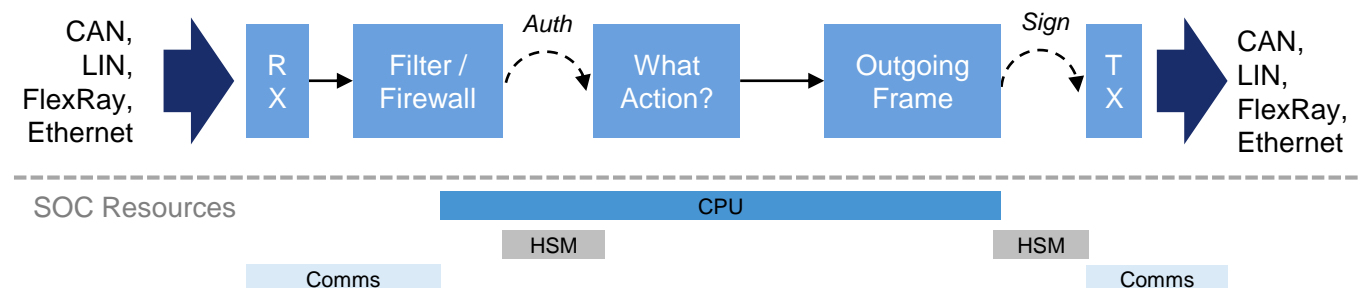 CAN,
LIN,
FlexRay,
Ethernet
R
X
Filter /
Firewall
Auth
What
Action?
Outgoing
Frame
Sign
T
X
CAN,
LIN,
FlexRay,
Ethernet
SOC Resources
CPU
HSM
HSM
Comms
Comms